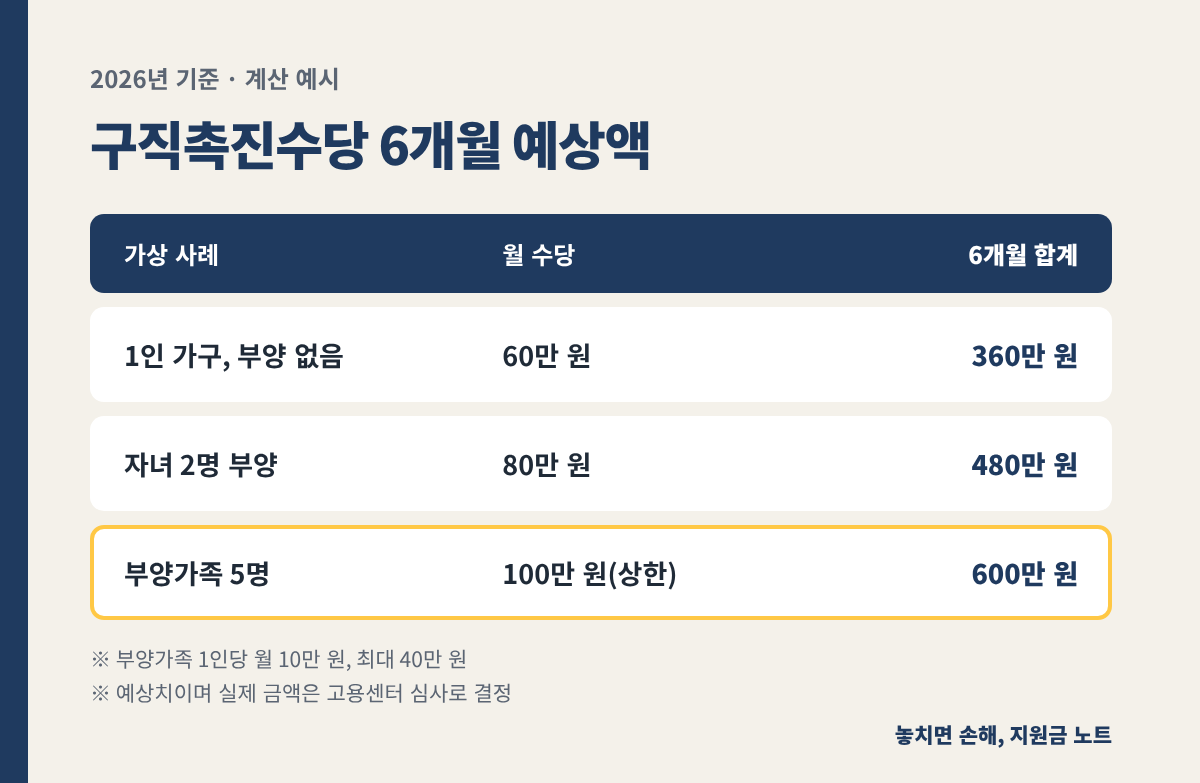 2026년 기준 · 계산 예시
구직촉진수당 6개월 예상액
가상 사례 월 수당 6개월 합계
1인 가구, 부양 없음 60만 원 360만 원
자녀 2명 부양 80만 원 480만 원
부양가족 5명 100만 원(상한) 600만 원
※ 부양가족 1인당 월 10만 원, 최대 40만 원
※ 예상치이며 실제 금액은 고용센터 심사로 결정
놓치면 손해, 지원금 노트